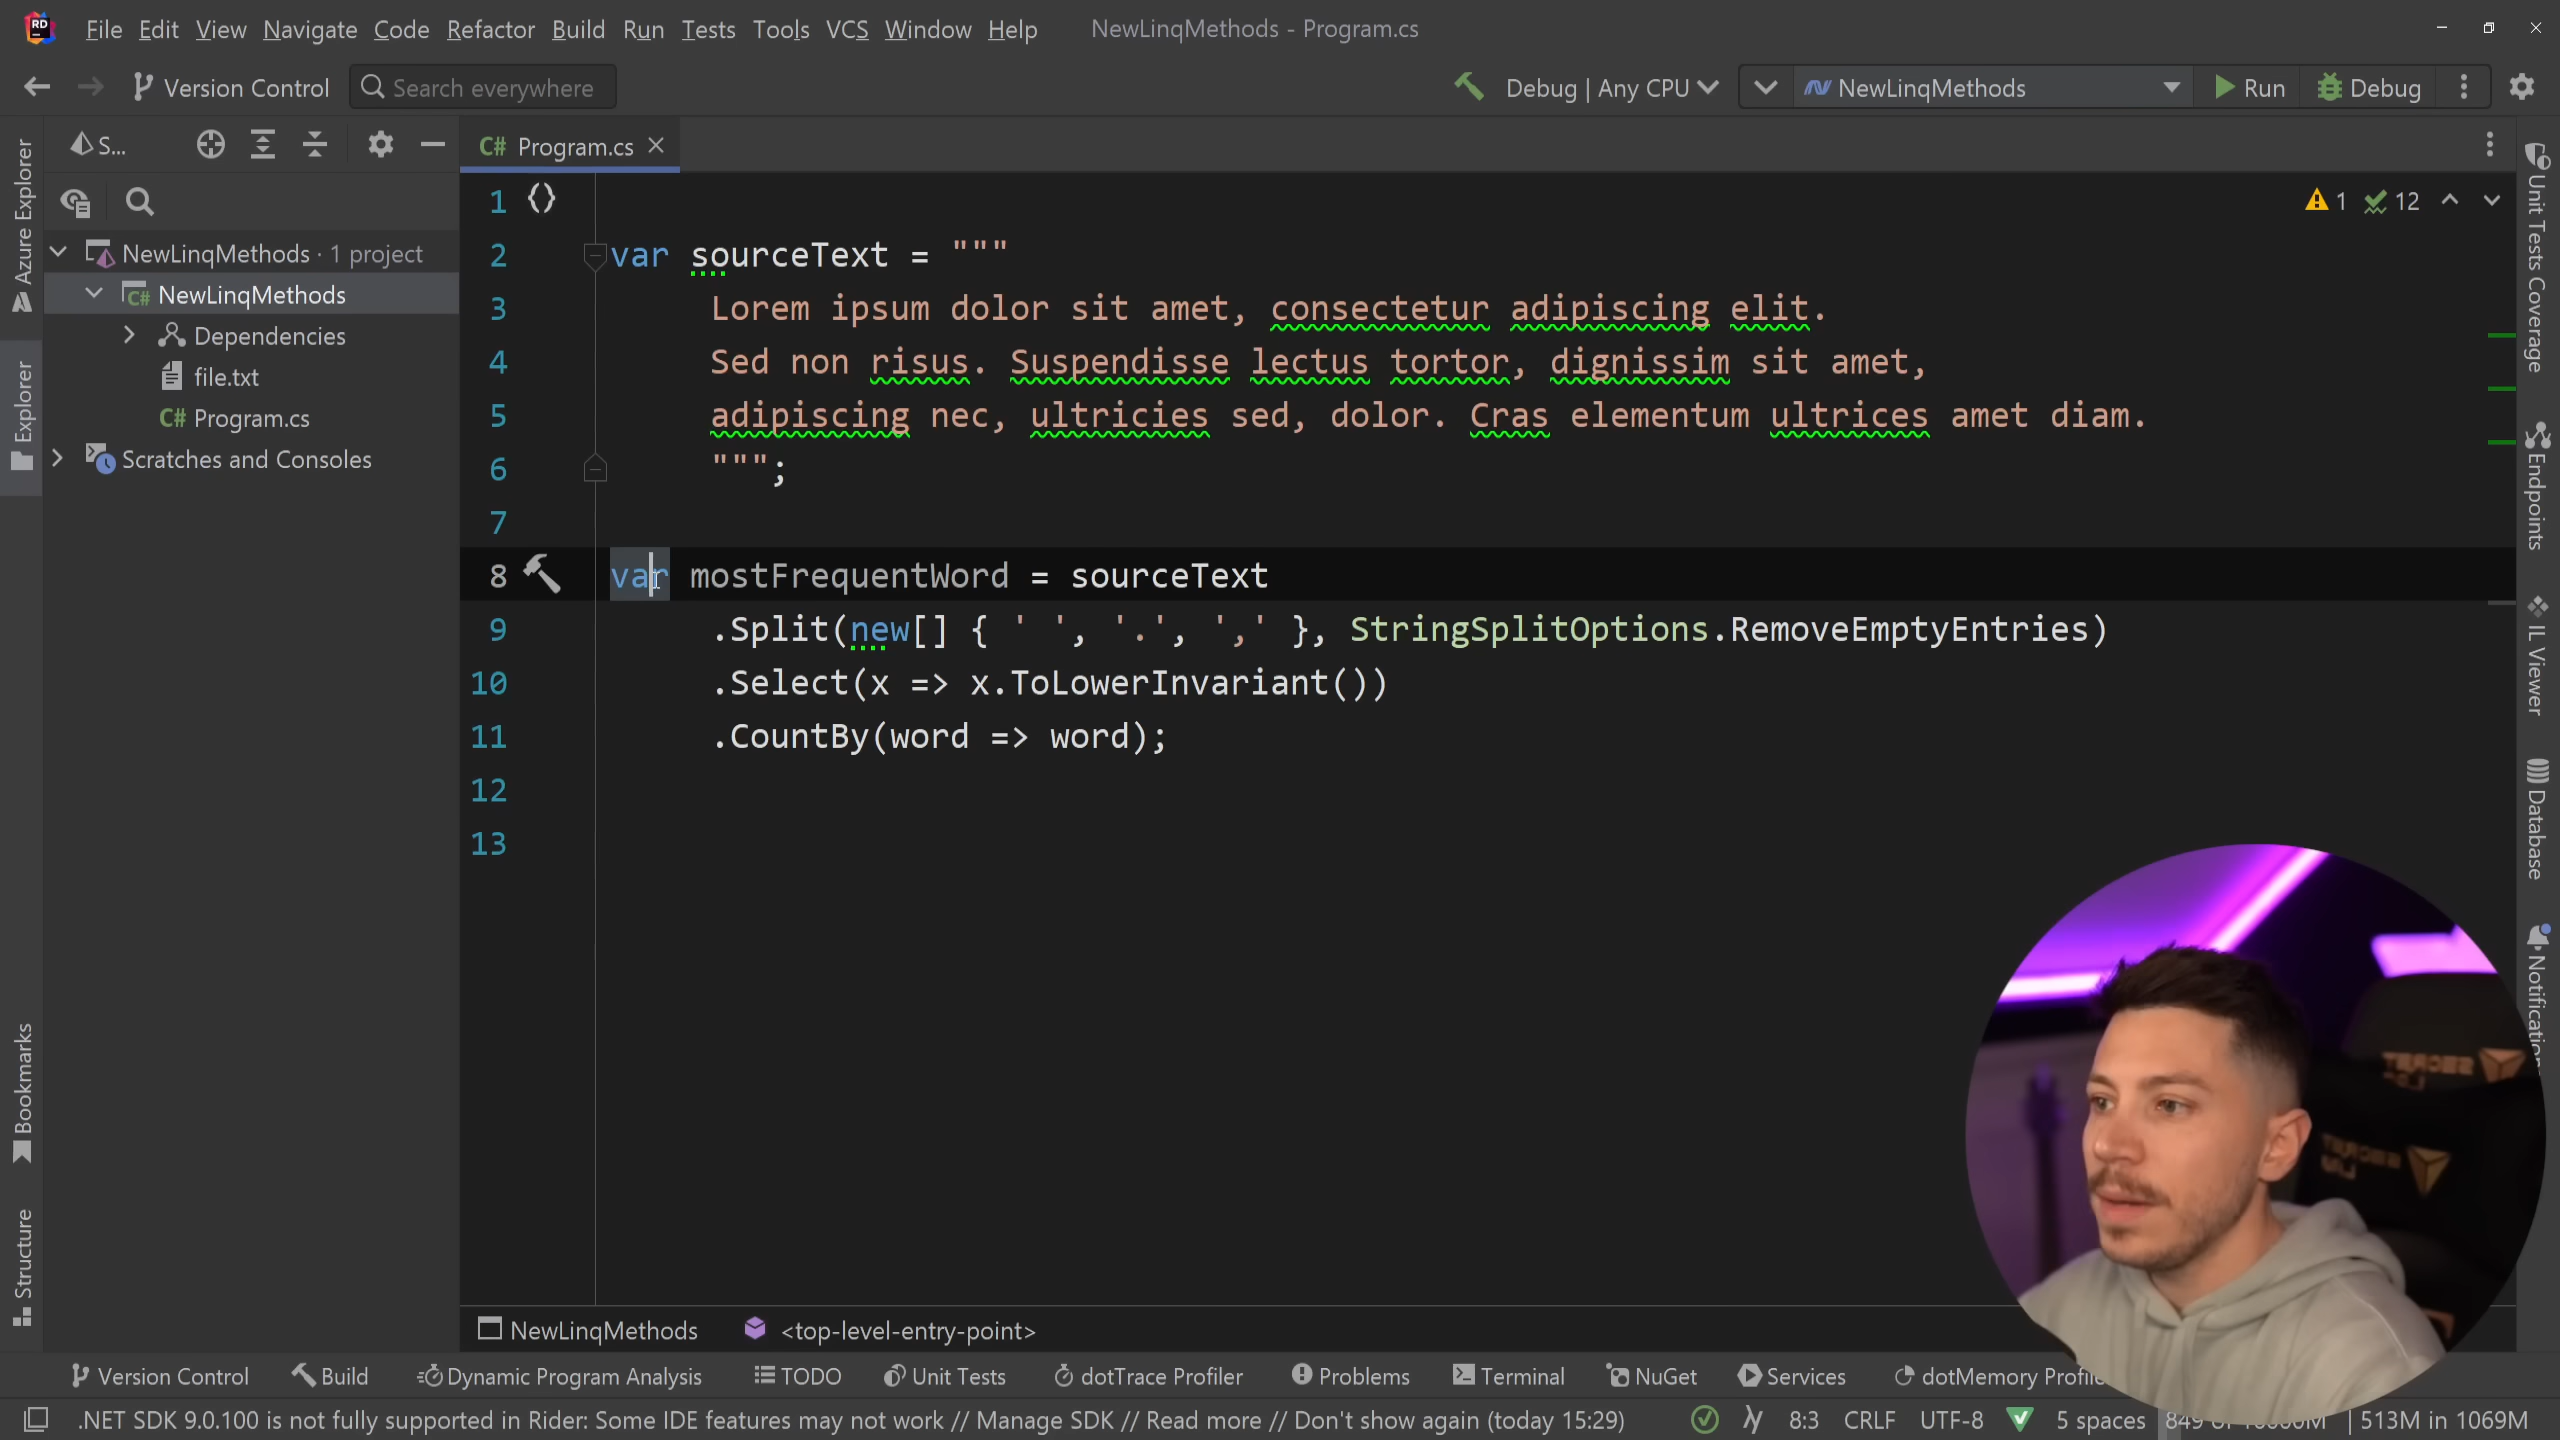 RD
File Edit View Navigate Code Refactor Build Run Tests Tools VCS Window Help
NewLinqMethods - Program.cs
Version Control
Search everywhere
Debug | Any CPU
NewLinqMethods
Run
Debug
S...
C# Program.cs
Azure Explorer
Explorer
Bookmarks
Structure
NewLinqMethods · 1 project
C# NewLinqMethods
Dependencies
file.txt
C# Program.cs
Scratches and Consoles
1 12
1 {}
2 var sourceText = """
3 Lorem ipsum dolor sit amet, consectetur adipiscing elit.
4 Sed non risus. Suspendisse lectus tortor, dignissim sit amet,
5 adipiscing nec, ultricies sed, dolor. Cras elementum ultrices amet diam.
6 """;
7
8 var mostFrequentWord = sourceText
9 .Split(new[] { ' ', '.', ',' }, StringSplitOptions.RemoveEmptyEntries)
10 .Select(x => x.ToLowerInvariant())
11 .CountBy(word => word);
12
13
Unit Tests Coverage
Endpoints
IL Viewer
Database
NewLinqMethods <top-level-entry-point>
Version Control Build Dynamic Program Analysis TODO Unit Tests dotTrace Profiler Problems Terminal NuGet Services dotMemory
.NET SDK 9.0.100 is not fully supported in Rider: Some IDE features may not work // Manage SDK // Read more // Don't show again (today 15:29)
8:3 CRLF UTF-8 5 spaces 513M in 1069M